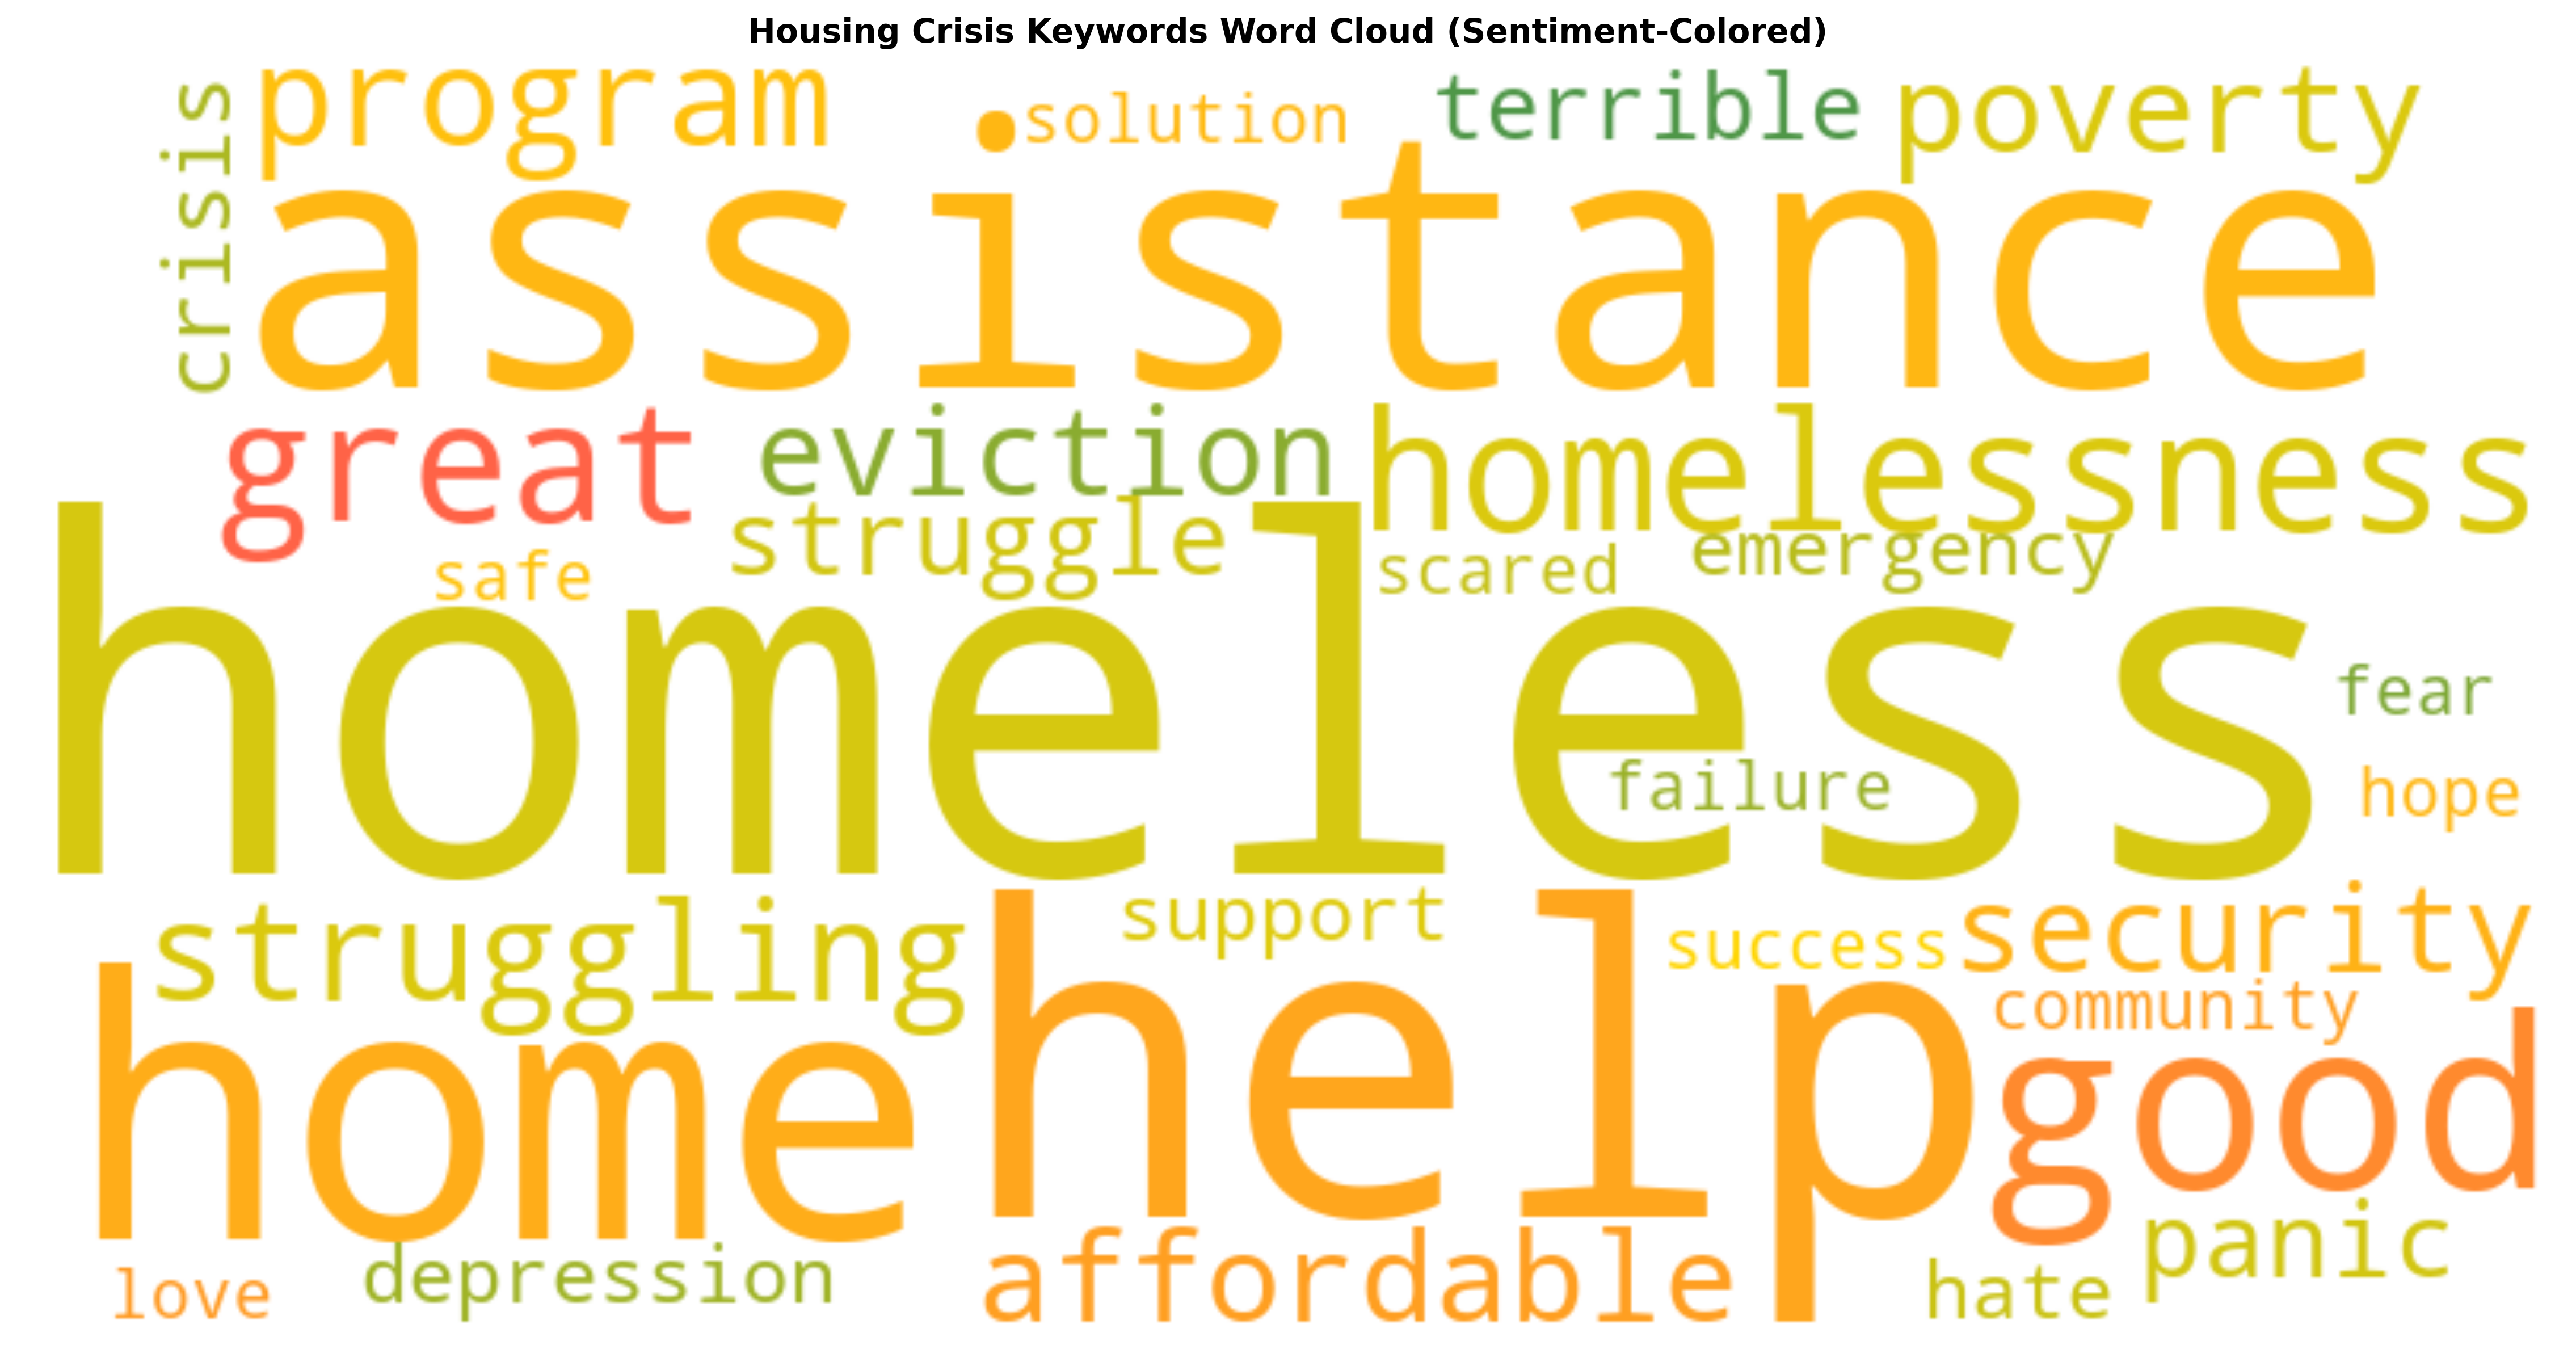 Housing Crisis Keywords Word Cloud (Sentiment-Colored)
crisis
program
solution
terrible
poverty
assistance
great
eviction
homelessness
struggle
safe
scared
emergency
homeless
fear
failure
hope
struggling
support
success
security
community
home
help
good
love
depression
affordable
hate
panic